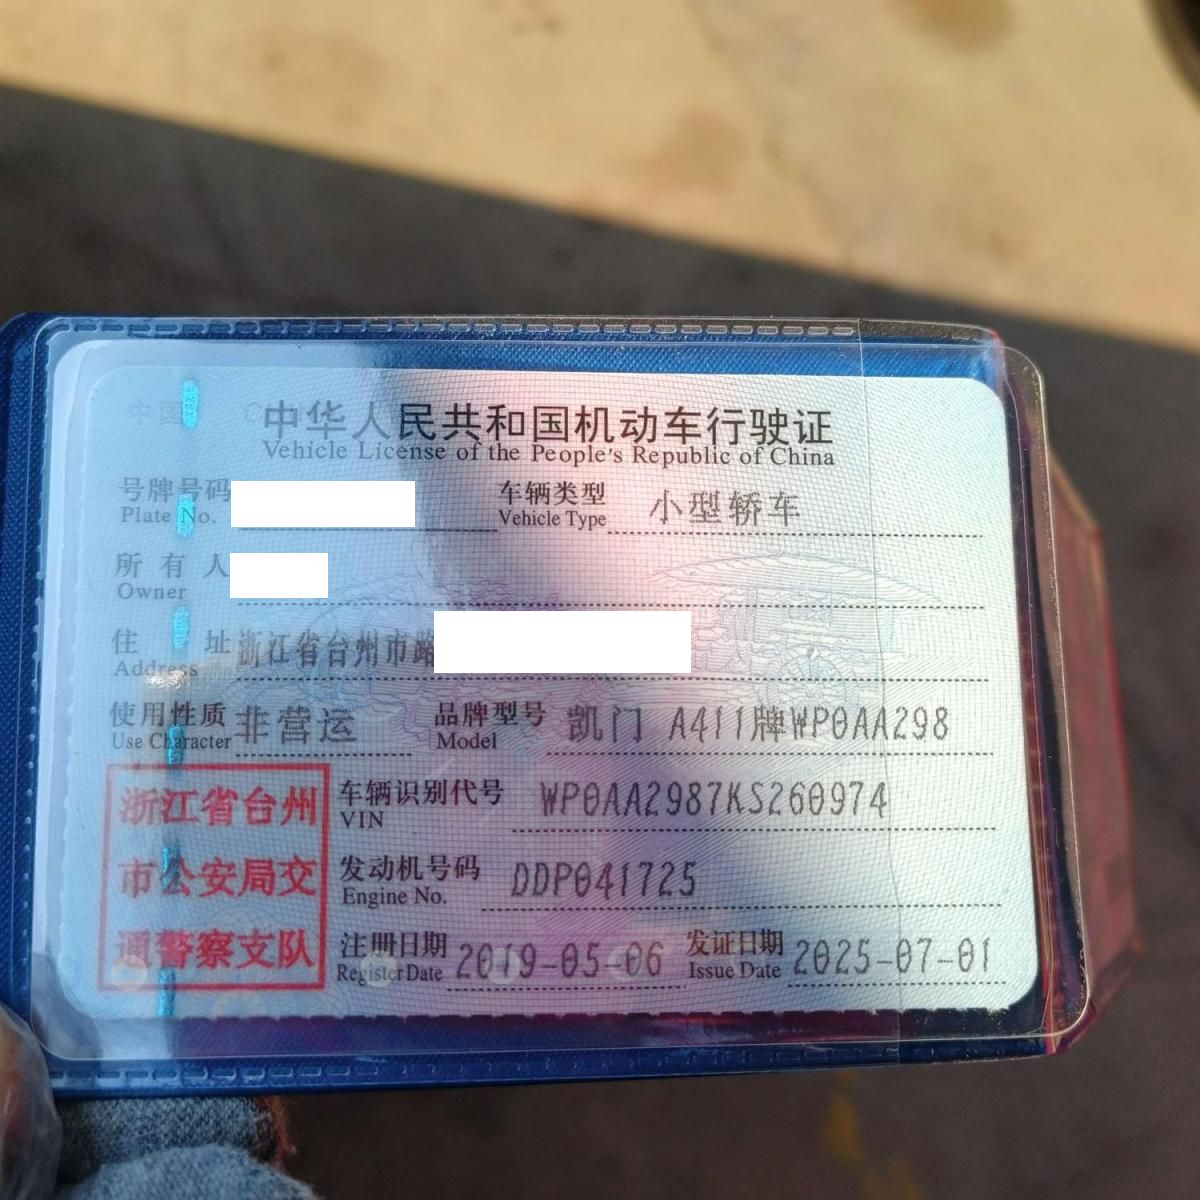 中华人民共和国机动车行驶证
Vehicle License of the People's Republic of China
号牌号码 车辆类型 小型轿车
Plate No. Vehicle Type
所有人
Owner
住址 浙江省台州市路
Address
使用性质 非营运 品牌型号 凯门 A411牌WP0AA298
Use Character Model
浙江省台州
市公安局交
通警察支队
车辆识别代号 WP0AA2987KS260974
VIN
发动机号码 DDP041725
Engine No.
注册日期 2019-05-06 发证日期 2025-07-01
Register Date Issue Date